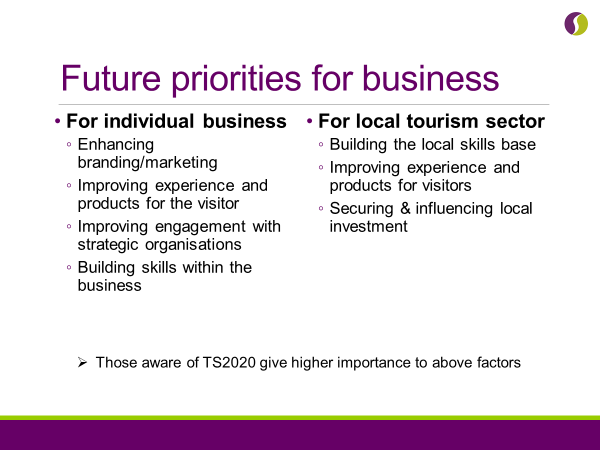 Future priorities for business
• For individual business
◦ Enhancing
branding/marketing
◦ Improving experience and
products for the visitor
◦ Improving engagement with
strategic organisations
◦ Building skills within the
business
• For local tourism sector
◦ Building the local skills base
◦ Improving experience and
products for visitors
◦ Securing & influencing local
investment
➢ Those aware of TS2020 give higher importance to above factors